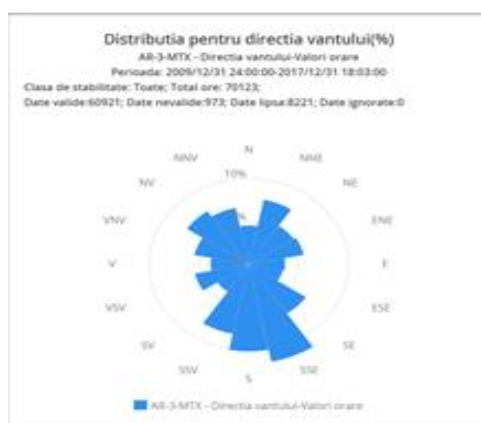 Distributia pentru directia vantului(%)
AR-3-MTX - Directia vantului-Valori orare
Perioada: 2009/12/31 24:00:00-2017/12/31 18:03:00
Clasa de stabilitate: Toate; Total ore: 70123;
Date valide:60921; Date nevalide:973; Date lipsa:8221; Date ignorate:0
N
NNV NNE
10%
NV NE
%
VNV ENE
V E
VSV ESE
SV SE
SSV SSE
S
AR-3-MTX - Directia vantului-Valori orare